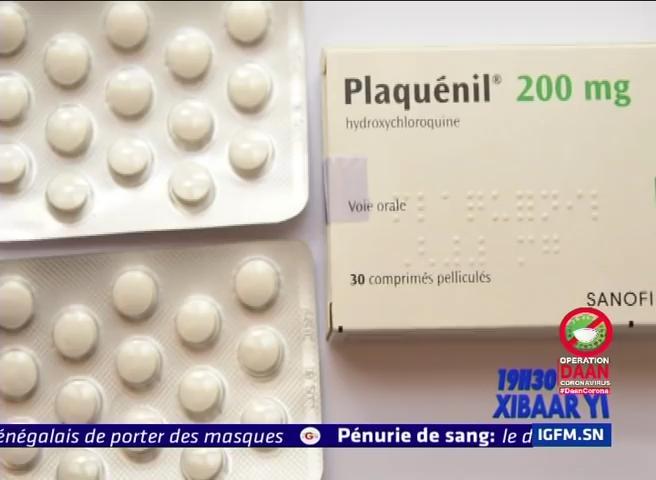 Plaquénil® 200 mg
hydroxychloroquine
Voie orale
30 comprimés pelliculés
SANOFI
OPERATION
DAAN
CORONAVIRUS
#DaanCorona
19H30
XIBAAR YI
énégalais de porter des masques
Pénurie de sang: le d
IGFM.SN